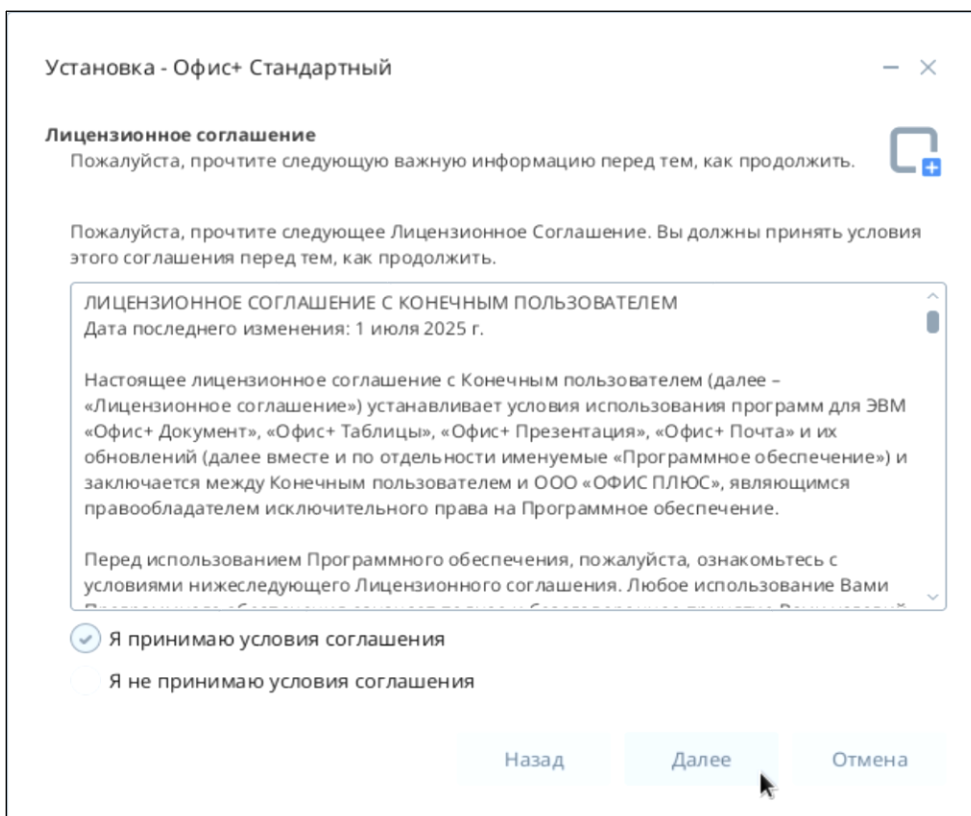 Установка - Офис+ Стандартный
Лицензионное соглашение
Пожалуйста, прочтите следующую важную информацию перед тем, как продолжить.
Пожалуйста, прочтите следующее Лицензионное Соглашение. Вы должны принять условия
этого соглашения перед тем, как продолжить.
ЛИЦЕНЗИОННОЕ СОГЛАШЕНИЕ С КОНЕЧНЫМ ПОЛЬЗОВАТЕЛЕМ
Дата последнего изменения: 1 июля 2025 г.
Настоящее лицензионное соглашение с Конечным пользователем (далее –
«Лицензионное соглашение») устанавливает условия использования программ для ЭВМ
«Офис+ Документ», «Офис+ Таблицы», «Офис+ Презентация», «Офис+ Почта» и их
обновлений (далее вместе и по отдельности именуемые «Программное обеспечение») и
заключается между Конечным пользователем и ООО «ОФИС ПЛЮС», являющимся
правообладателем исключительного права на Программное обеспечение.
Перед использованием Программного обеспечения, пожалуйста, ознакомьтесь с
условиями нижеследующего Лицензионного соглашения. Любое использование Вами
Я принимаю условия соглашения
Я не принимаю условия соглашения
Назад
Далее
Отмена